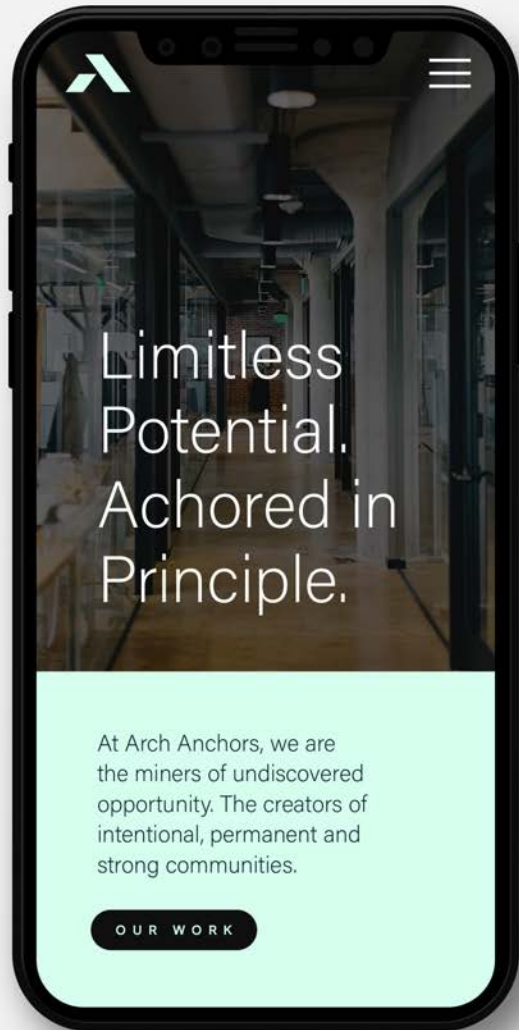 Limitless
Potential.
Achored in
Principle.
At Arch Anchors, we are
the miners of undiscovered
opportunity. The creators of
intentional, permanent and
strong communities.
OUR WORK